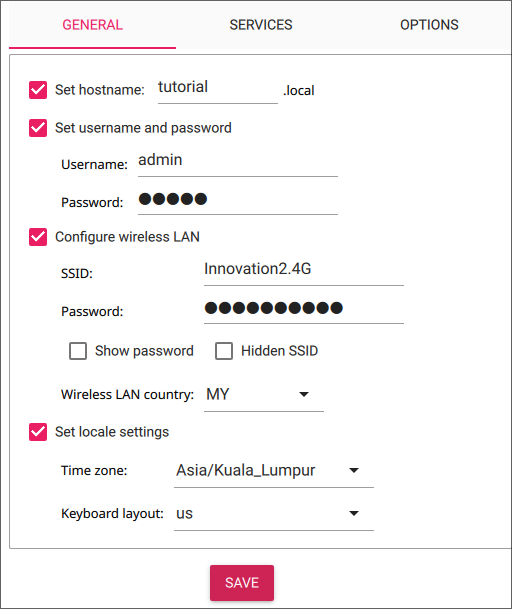 GENERAL SERVICES OPTIONS
Set hostname: tutorial .local
Set username and password
Username: admin
Password: ●●●●●
Configure wireless LAN
SSID: Innovation2.4G
Password: ●●●●●●●●●●
Show password Hidden SSID
Wireless LAN country: MY
Set locale settings
Time zone: Asia/Kuala_Lumpur
Keyboard layout: us
SAVE